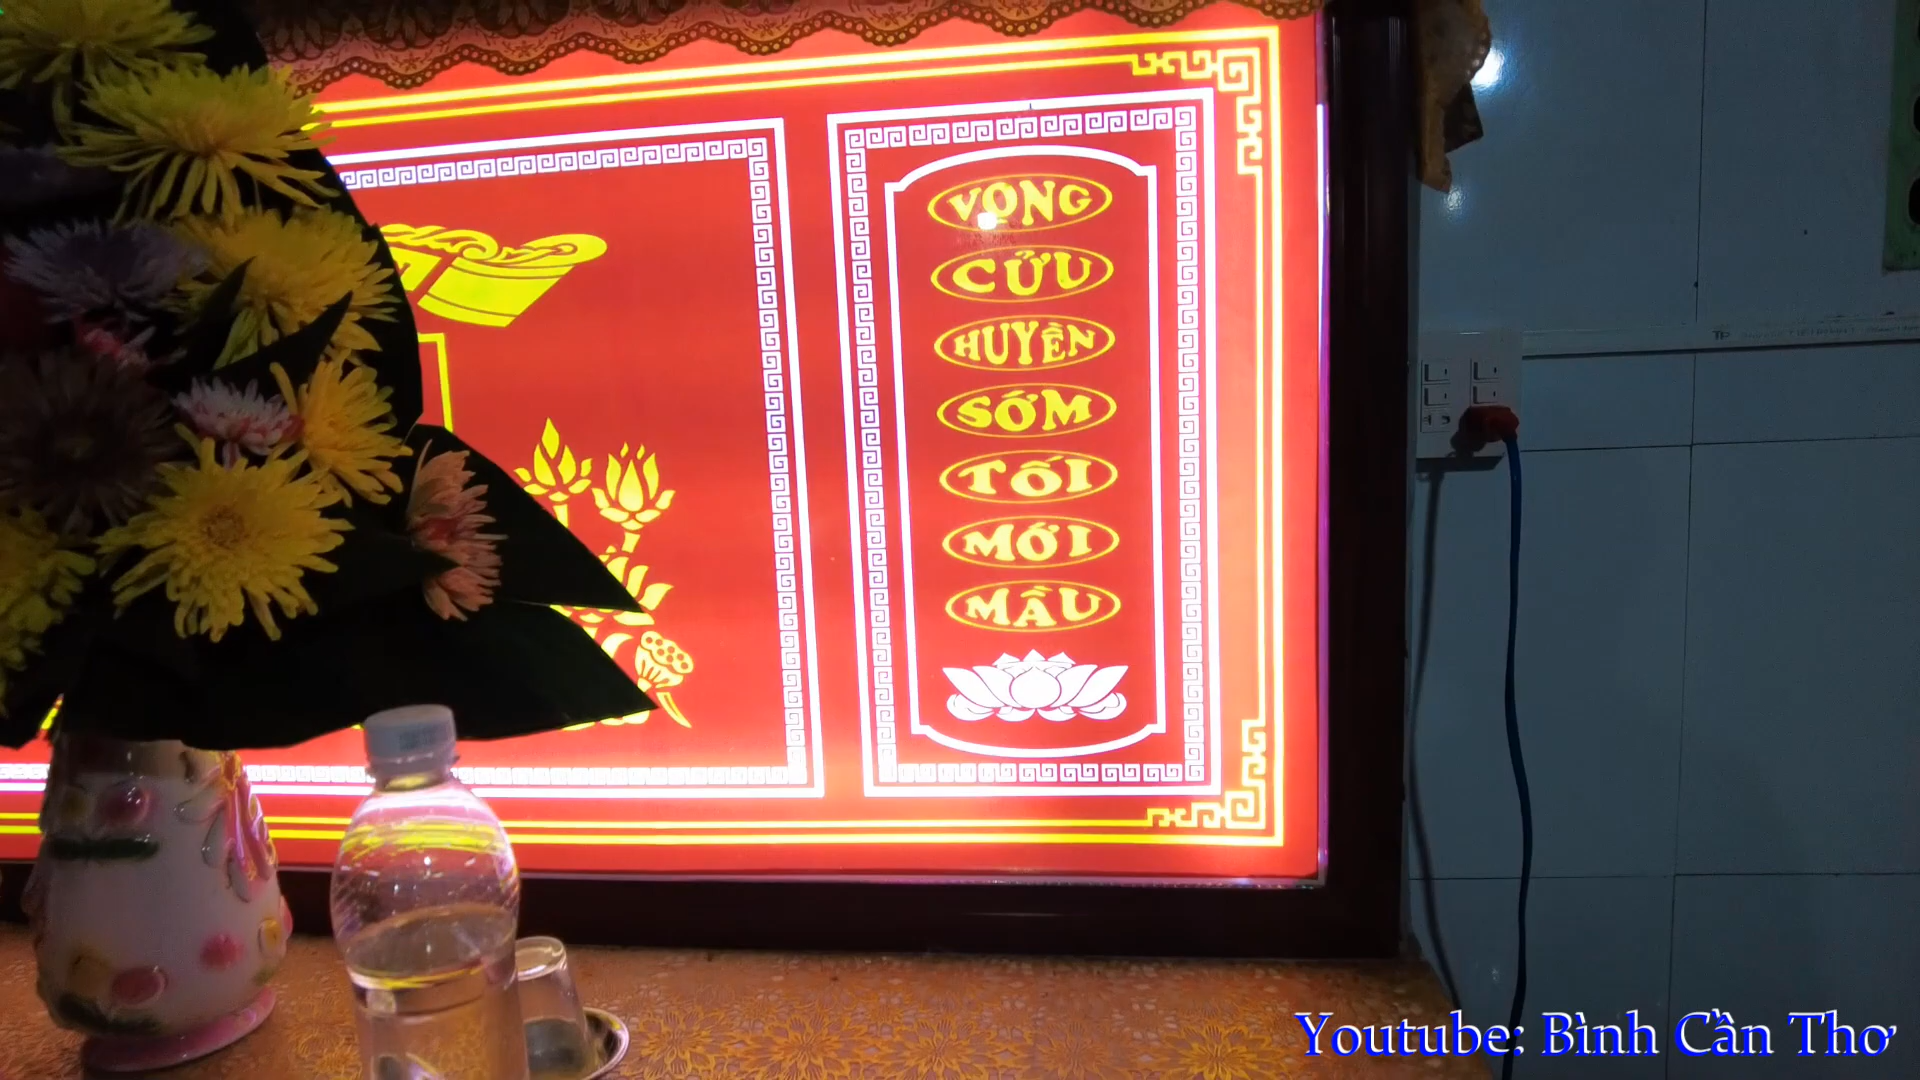 VỌNG
CỬU
HUYỀN
SỚM
TỐI
MỚI
MẦU
Youtube: Bình Cần Thơ